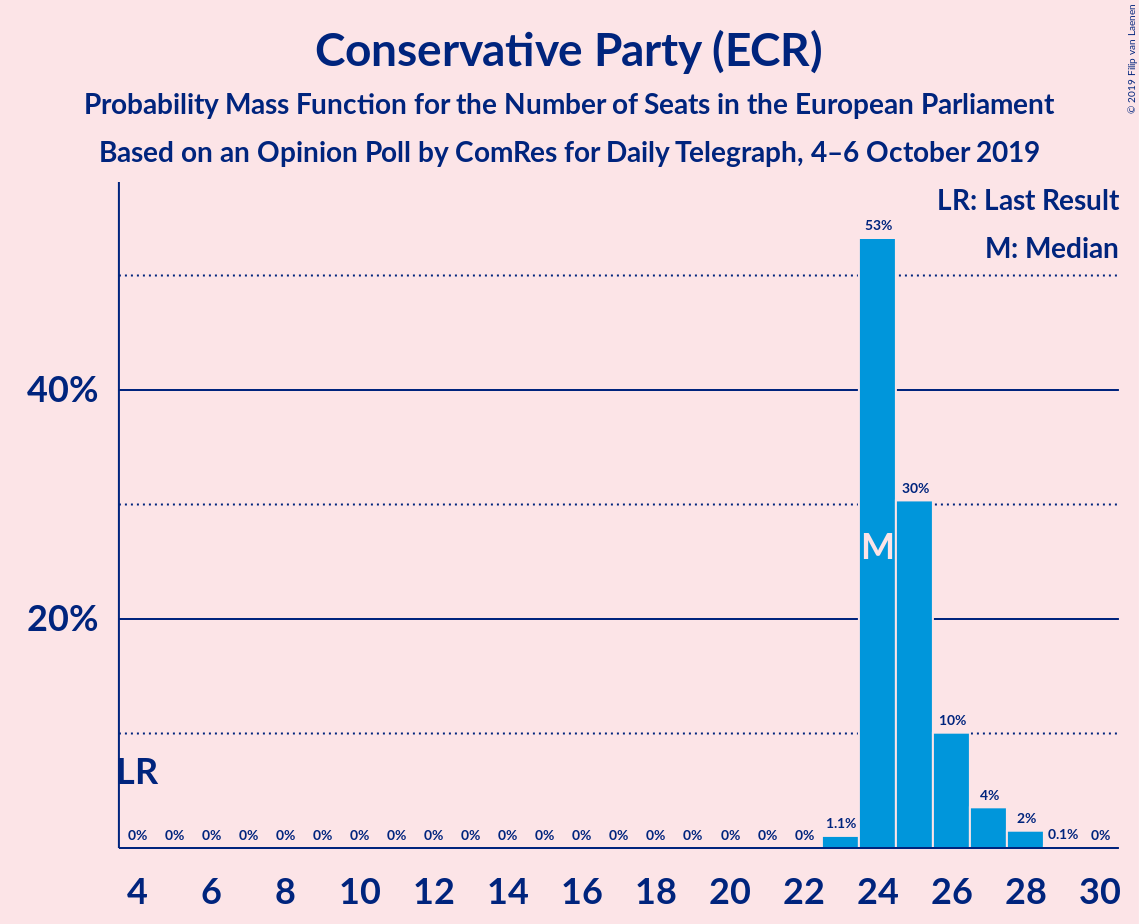 Conservative Party (ECR)
Probability Mass Function for the Number of Seats in the European Parliament
Based on an Opinion Poll by ComRes for Daily Telegraph, 4–6 October 2019
© 2019 Filip van Laenen
LR: Last Result
M: Median
53%
40%
30%
M
20%
10%
LR
4%
0% 0% 0% 0% 0% 0% 0% 0% 0% 0% 0% 0% 0% 0% 0% 0% 0% 0% 0% 1.1% 2% 0.1% 0%
4 6 8 10 12 14 16 18 20 22 24 26 28 30